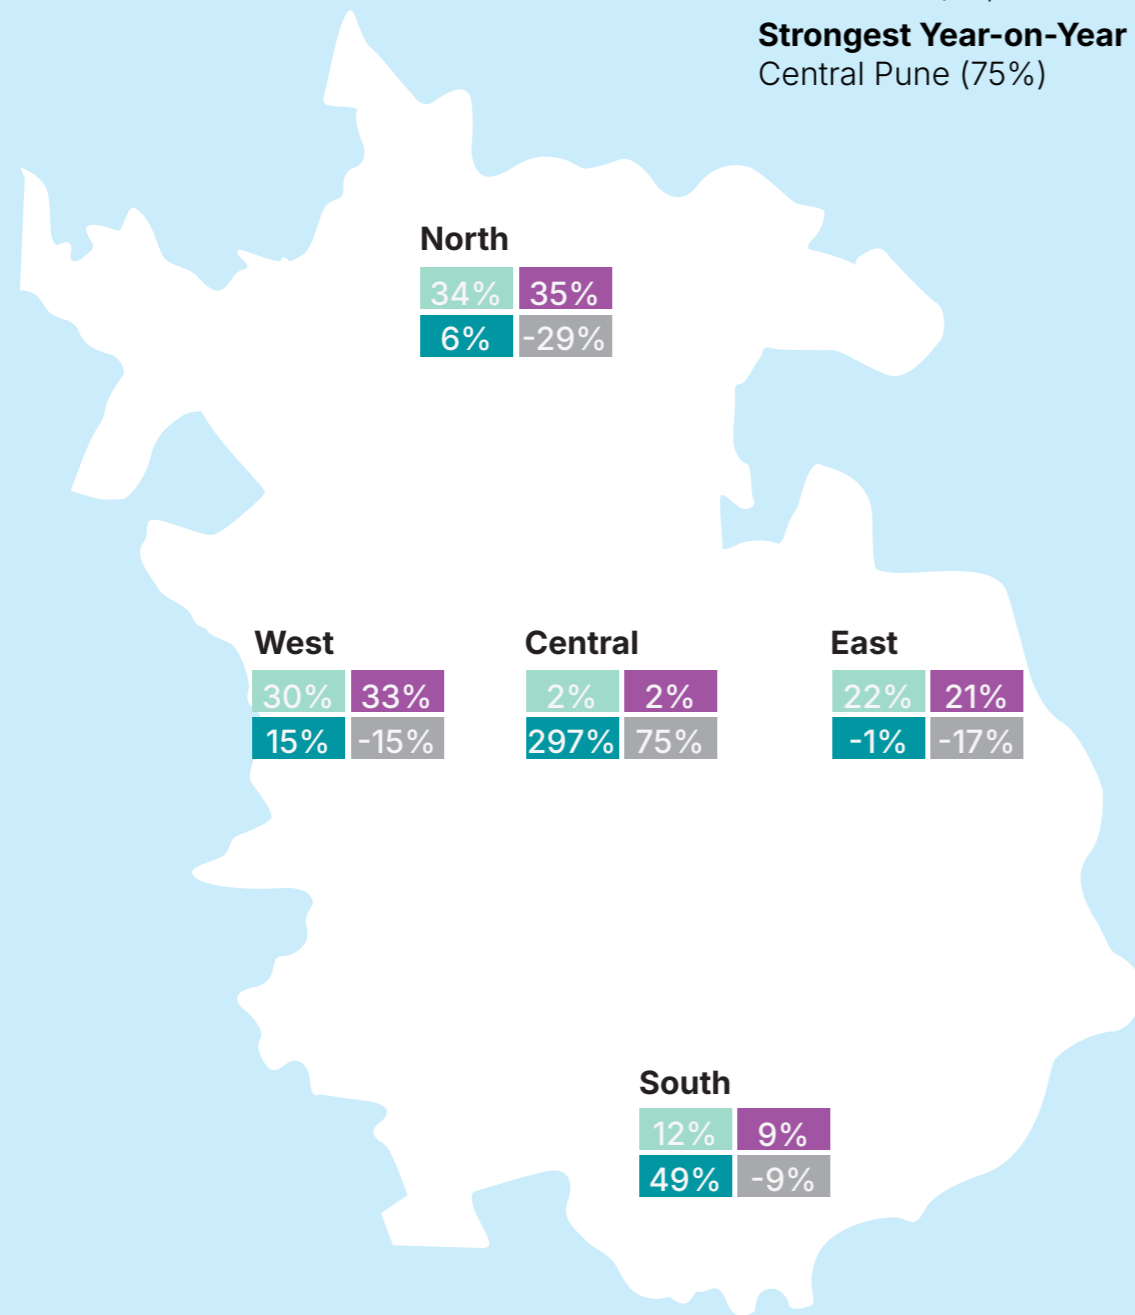 Strongest Year-on-Year
Central Pune (75%)
North
34% 35%
6% -29%
West
30% 33%
15% -15%
Central
2% 2%
297% 75%
East
22% 21%
-1% -17%
South
12% 9%
49% -9%